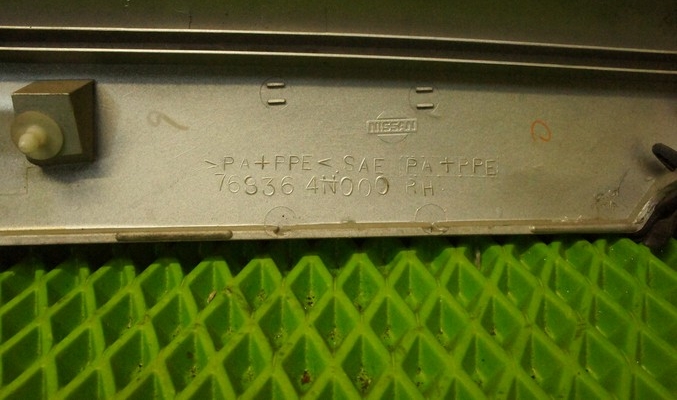 NISSAN
>PA+PPE< SAE PA+PPE
76936 4N000 RH